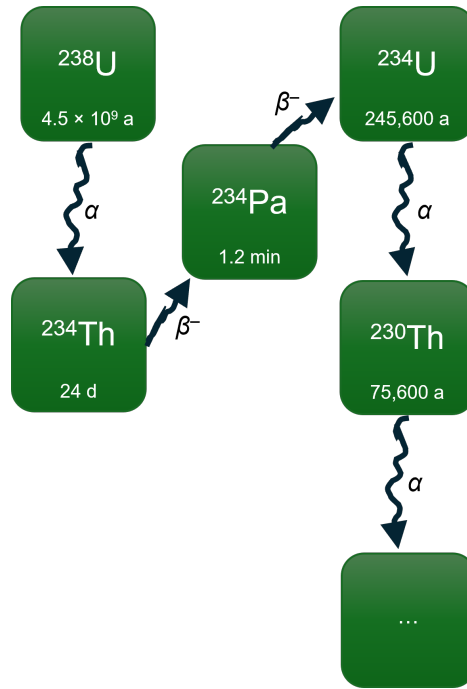 ²³⁸U
4.5 × 10⁹ a
α
²³⁴Th
24 d
β⁻
²³⁴Pa
1.2 min
β⁻
²³⁴U
245,600 a
α
²³⁰Th
75,600 a
α
...